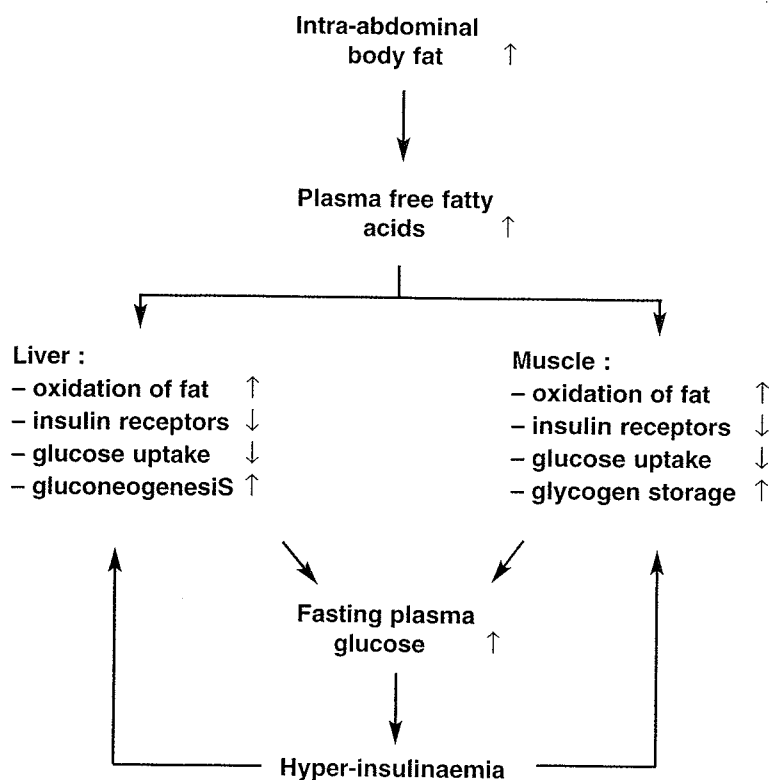 Intra-abdominal
body fat ↑
Plasma free fatty
acids ↑
Liver :
– oxidation of fat ↑
– insulin receptors ↓
– glucose uptake ↓
– gluconeogenesiS ↑
Muscle :
– oxidation of fat ↑
– insulin receptors ↓
– glucose uptake ↓
– glycogen storage ↑
Fasting plasma
glucose ↑
Hyper-insulinaemia